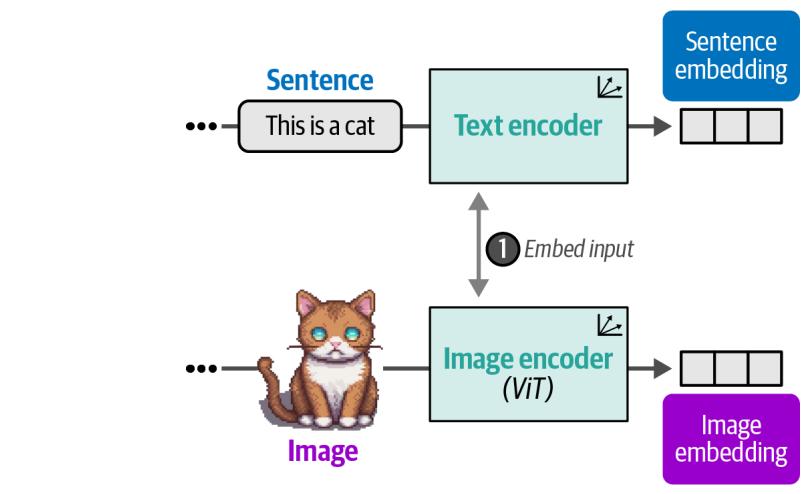 Sentence
embedding
Sentence
This is a cat
Text encoder
1 Embed input
Image encoder
(ViT)
Image
Image
embedding